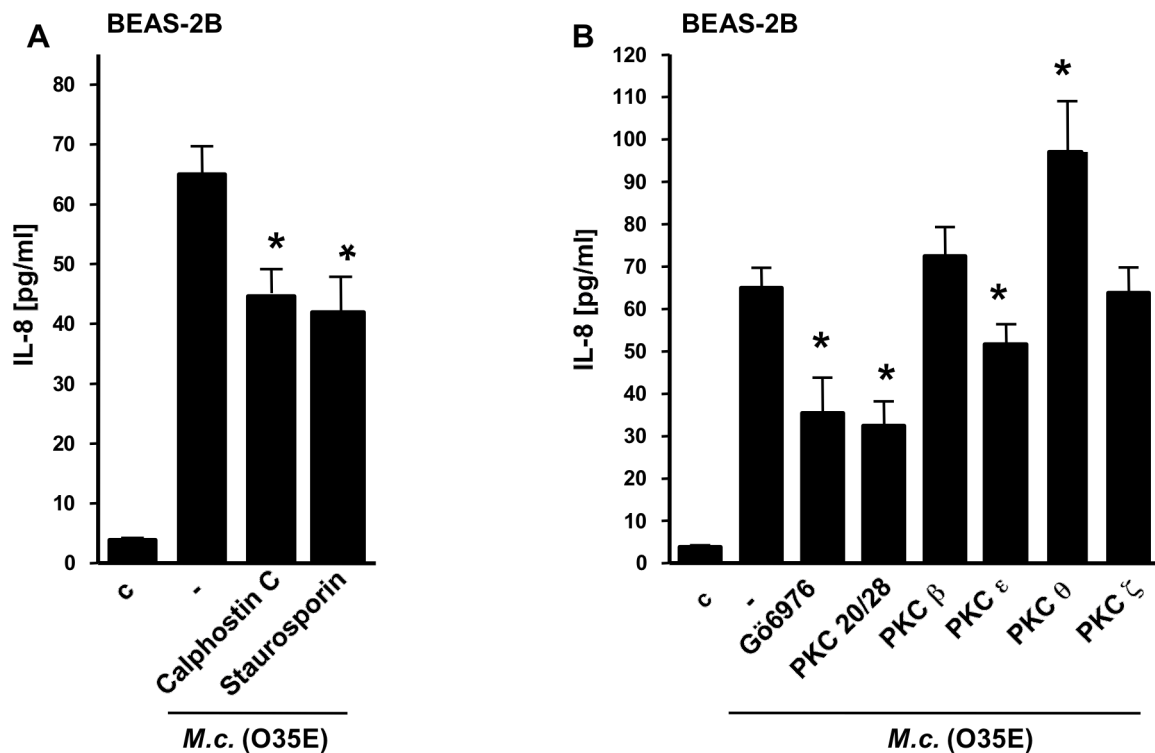 A
BEAS-2B
IL-8 [pg/ml]
80
70
60
50
40
30
20
10
0
*
*
c
-
Calphostin C
Staurosporin
M.c. (O35E)
B
BEAS-2B
IL-8 [pg/ml]
120
110
100
90
80
70
60
50
40
30
20
10
0
*
*
*
*
c
-
Gö6976
PKC 20/28
PKC β
PKC ε
PKC θ
PKC ζ
M.c. (O35E)